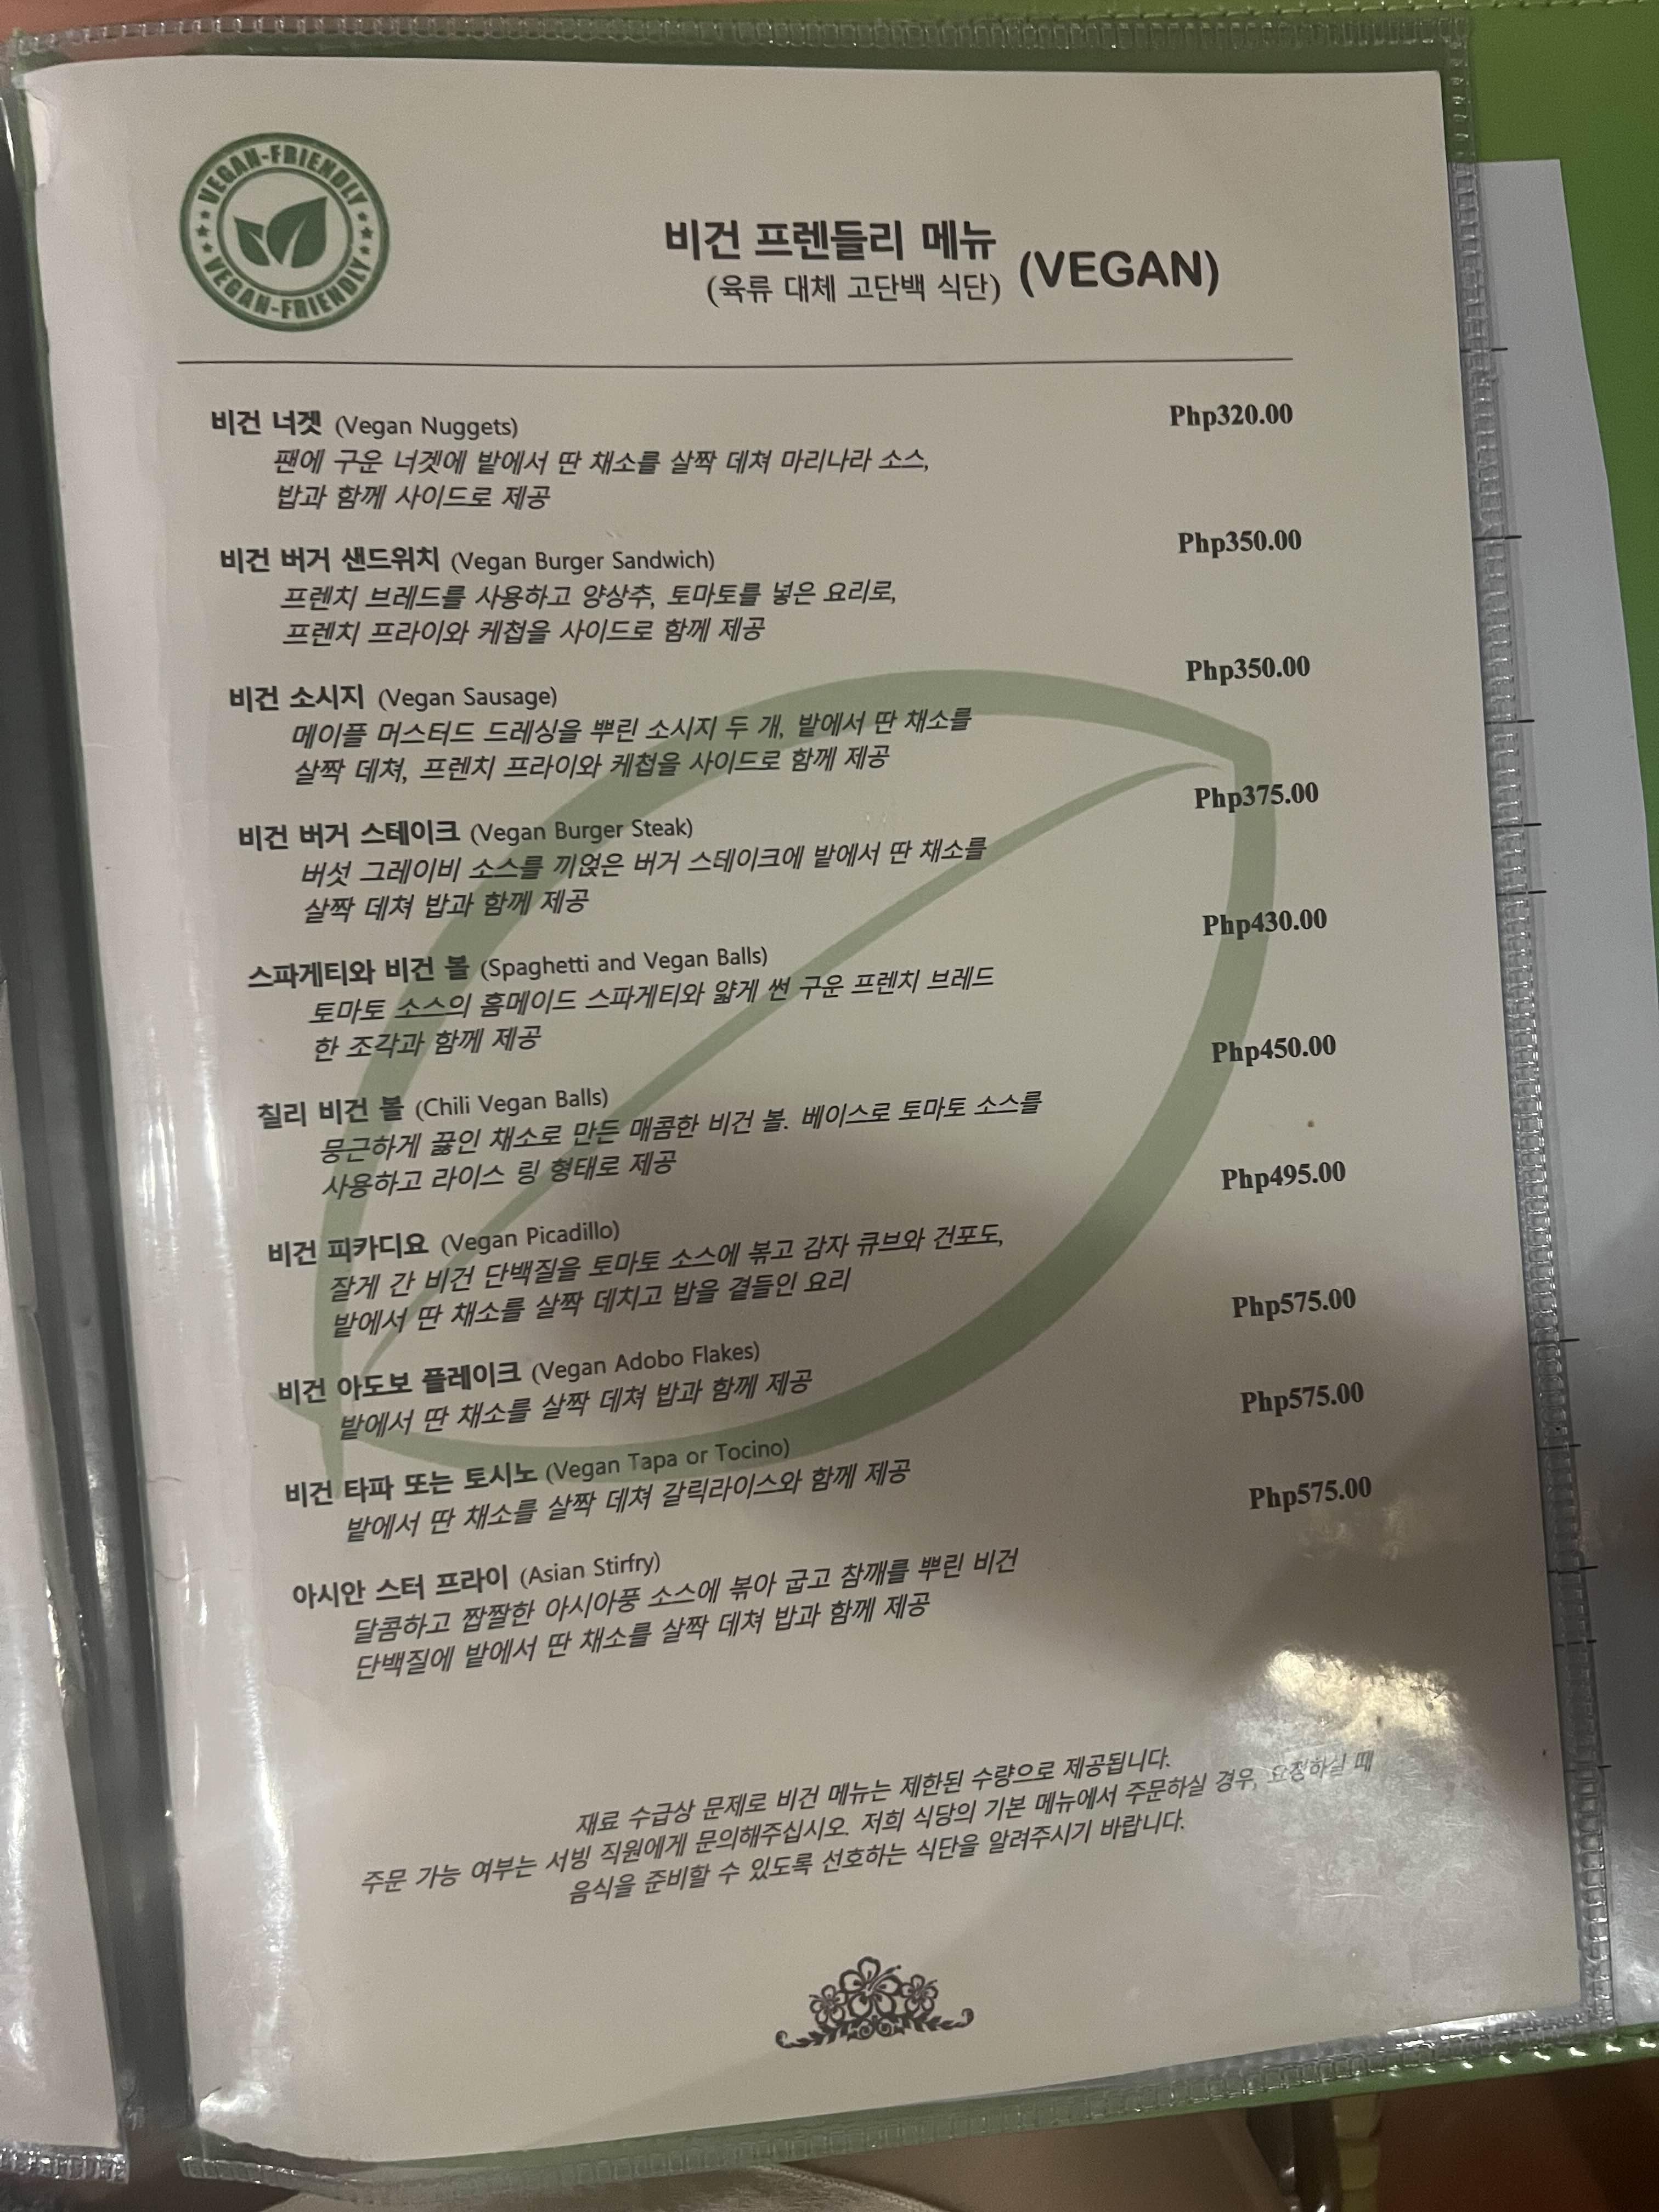 VEGAN-FRIENDLY
VEGAN-FRIENDLY
비건 프렌들리 메뉴
(육류 대체 고단백 식단) (VEGAN)
비건 너겟 (Vegan Nuggets) Php320.00
팬에 구운 너겟에 밭에서 딴 채소를 살짝 데쳐 마리나라 소스,
밥과 함께 사이드로 제공
비건 버거 샌드위치 (Vegan Burger Sandwich) Php350.00
프렌치 브레드를 사용하고 양상추, 토마토를 넣은 요리로,
프렌치 프라이와 케첩을 사이드로 함께 제공
비건 소시지 (Vegan Sausage) Php350.00
메이플 머스터드 드레싱을 뿌린 소시지 두 개, 밭에서 딴 채소를
살짝 데쳐, 프렌치 프라이와 케첩을 사이드로 함께 제공
비건 버거 스테이크 (Vegan Burger Steak) Php375.00
버섯 그레이비 소스를 끼얹은 버거 스테이크에 밭에서 딴 채소를
살짝 데쳐 밥과 함께 제공
스파게티와 비건 볼 (Spaghetti and Vegan Balls) Php430.00
토마토 소스의 홈메이드 스파게티와 얇게 썬 구운 프렌치 브레드
한 조각과 함께 제공
칠리 비건 볼 (Chili Vegan Balls) Php450.00
뭉근하게 끓인 채소로 만든 매콤한 비건 볼. 베이스로 토마토 소스를
사용하고 라이스 링 형태로 제공
비건 피카디요 (Vegan Picadillo) Php495.00
잘게 간 비건 단백질을 토마토 소스에 볶고 감자 큐브와 건포도,
밭에서 딴 채소를 살짝 데치고 밥을 곁들인 요리
비건 아도보 플레이크 (Vegan Adobo Flakes) Php575.00
밭에서 딴 채소를 살짝 데쳐 밥과 함께 제공
비건 타파 또는 토시노 (Vegan Tapa or Tocino) Php575.00
밭에서 딴 채소를 살짝 데쳐 갈릭라이스와 함께 제공
아시안 스터 프라이 (Asian Stirfry) Php575.00
달콤하고 짭짤한 아시아풍 소스에 볶아 굽고 참깨를 뿌린 비건
단백질에 밭에서 딴 채소를 살짝 데쳐 밥과 함께 제공
재료 수급상 문제로 비건 메뉴는 제한된 수량으로 제공됩니다.
주문 가능 여부는 서빙 직원에게 문의해주십시오. 저희 식당의 기본 메뉴에서 주문하실 경우, 요청하실 때
음식을 준비할 수 있도록 선호하는 식단을 알려주시기 바랍니다.